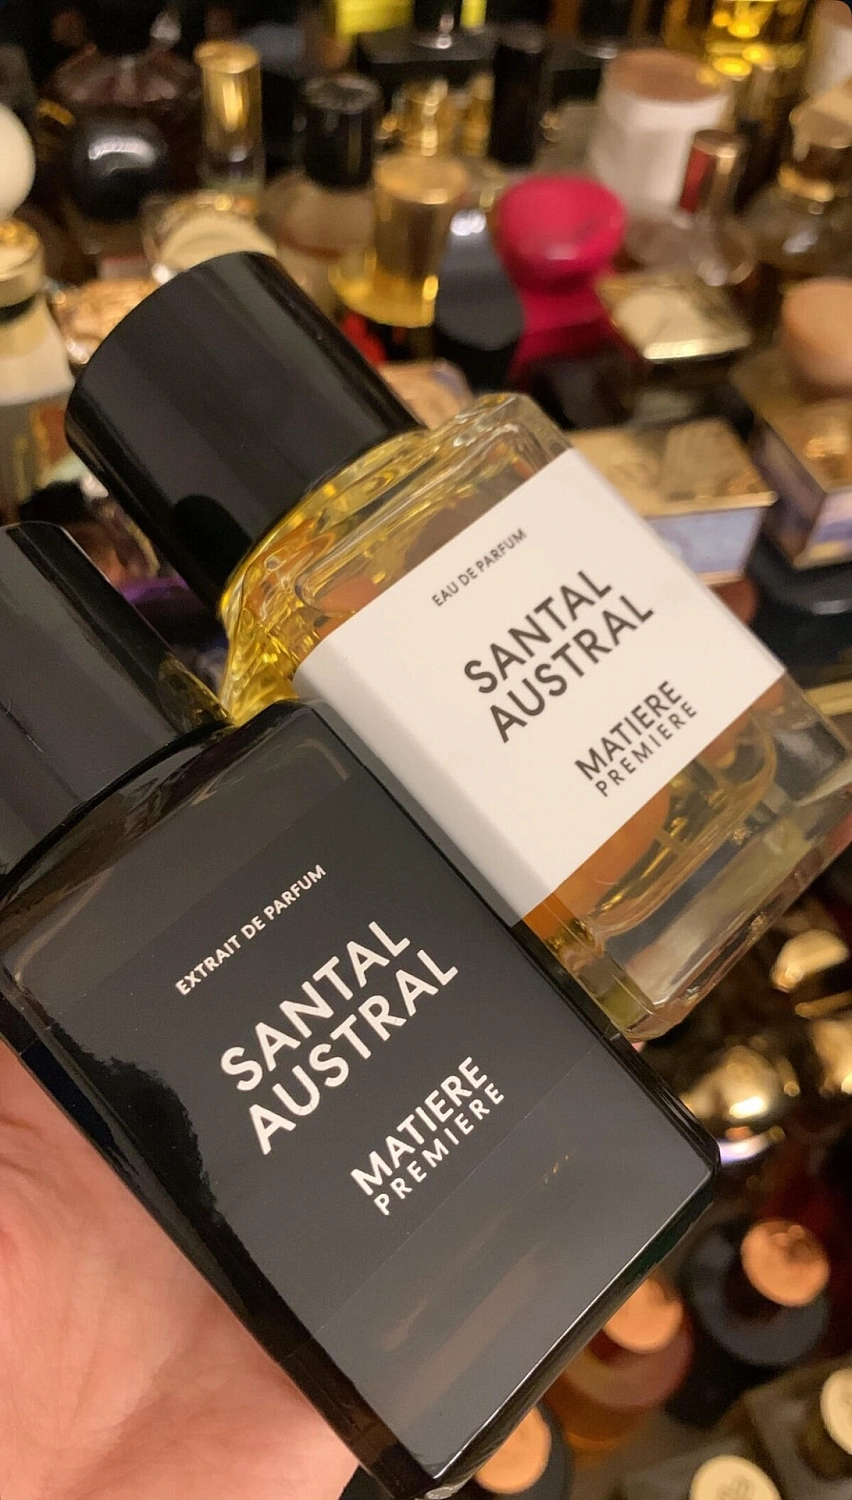 EAU DE PARFUM
SANTAL
AUSTRAL
MATIERE
PREMIERE
EXTRAIT DE PARFUM
SANTAL
AUSTRAL
MATIERE
PREMIERE